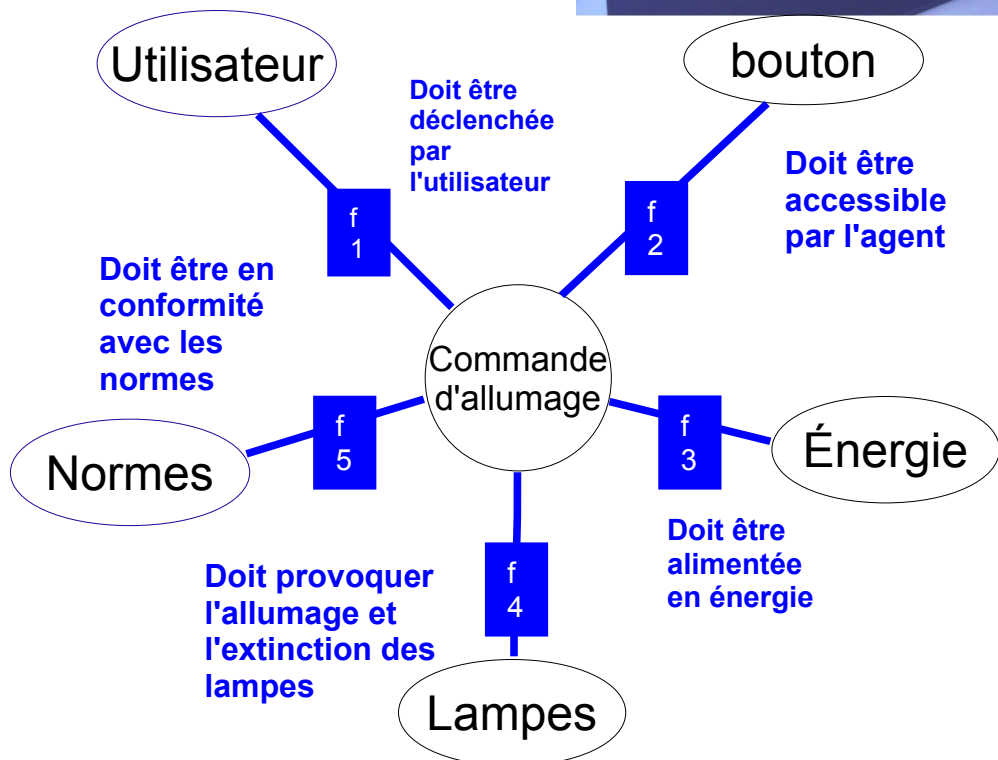 Utilisateur
bouton
Doit être
déclenchée
par
l'utilisateur
Doit être
accessible
par l'agent
f
1
f
2
Doit être en
conformité
avec les
normes
Commande
d'allumage
f
5
f
3
Normes
Énergie
Doit être
alimentée
en énergie
Doit provoquer
l'allumage et
l'extinction des
lampes
f
4
Lampes